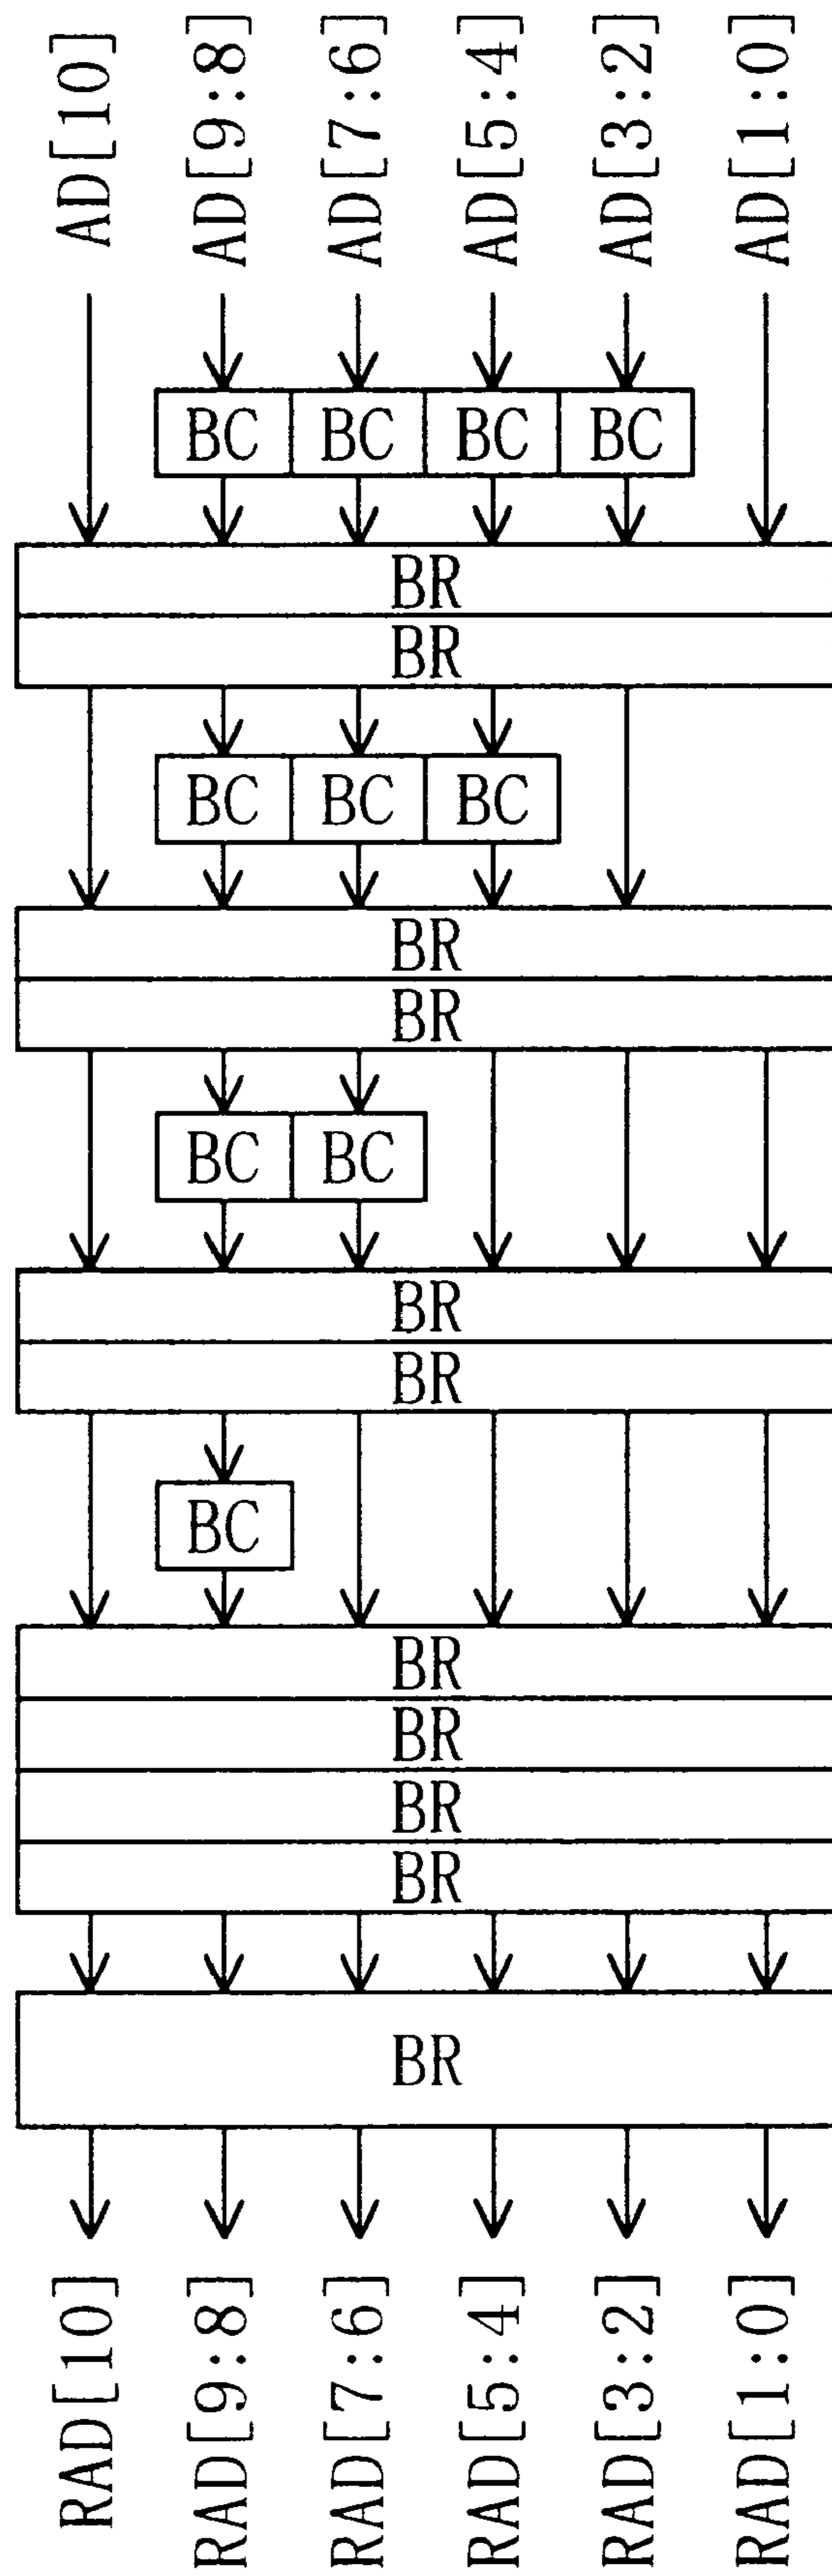 AD[10]
AD[9:8]
AD[7:6]
AD[5:4]
AD[3:2]
AD[1:0]
BC BC BC BC
BR
BR
BC BC BC
BR
BR
BC BC
BR
BR
BC
BR
BR
BR
BR
BR
RAD[10]
RAD[9:8]
RAD[7:6]
RAD[5:4]
RAD[3:2]
RAD[1:0]